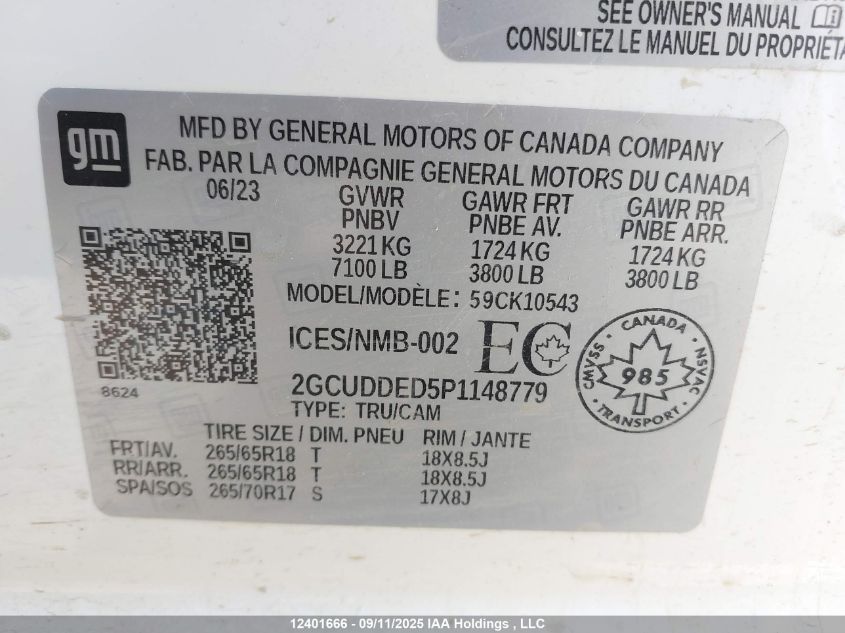 SEE OWNER'S MANUAL
CONSULTEZ LE MANUEL DU PROPRIÉTA
gm
MFD BY GENERAL MOTORS OF CANADA COMPANY
FAB. PAR LA COMPAGNIE GENERAL MOTORS DU CANADA
06/23 GVWR GAWR FRT GAWR RR
PNBV PNBE AV. PNBE ARR.
3221 KG 1724 KG 1724 KG
7100 LB 3800 LB 3800 LB
MODEL/MODÈLE: 59CK10543
ICES/NMB-002 EC
CANADA CMVSS 985 NSVAC TRANSPORT
8624
2GCUDDED5P1148779
TYPE: TRU/CAM
TIRE SIZE / DIM. PNEU RIM / JANTE
FRT/AV. 265/65R18 T 18X8.5J
RR/ARR. 265/65R18 T 18X8.5J
SPA/SOS 265/70R17 S 17X8J
12401666 - 09/11/2025 IAA Holdings , LLC